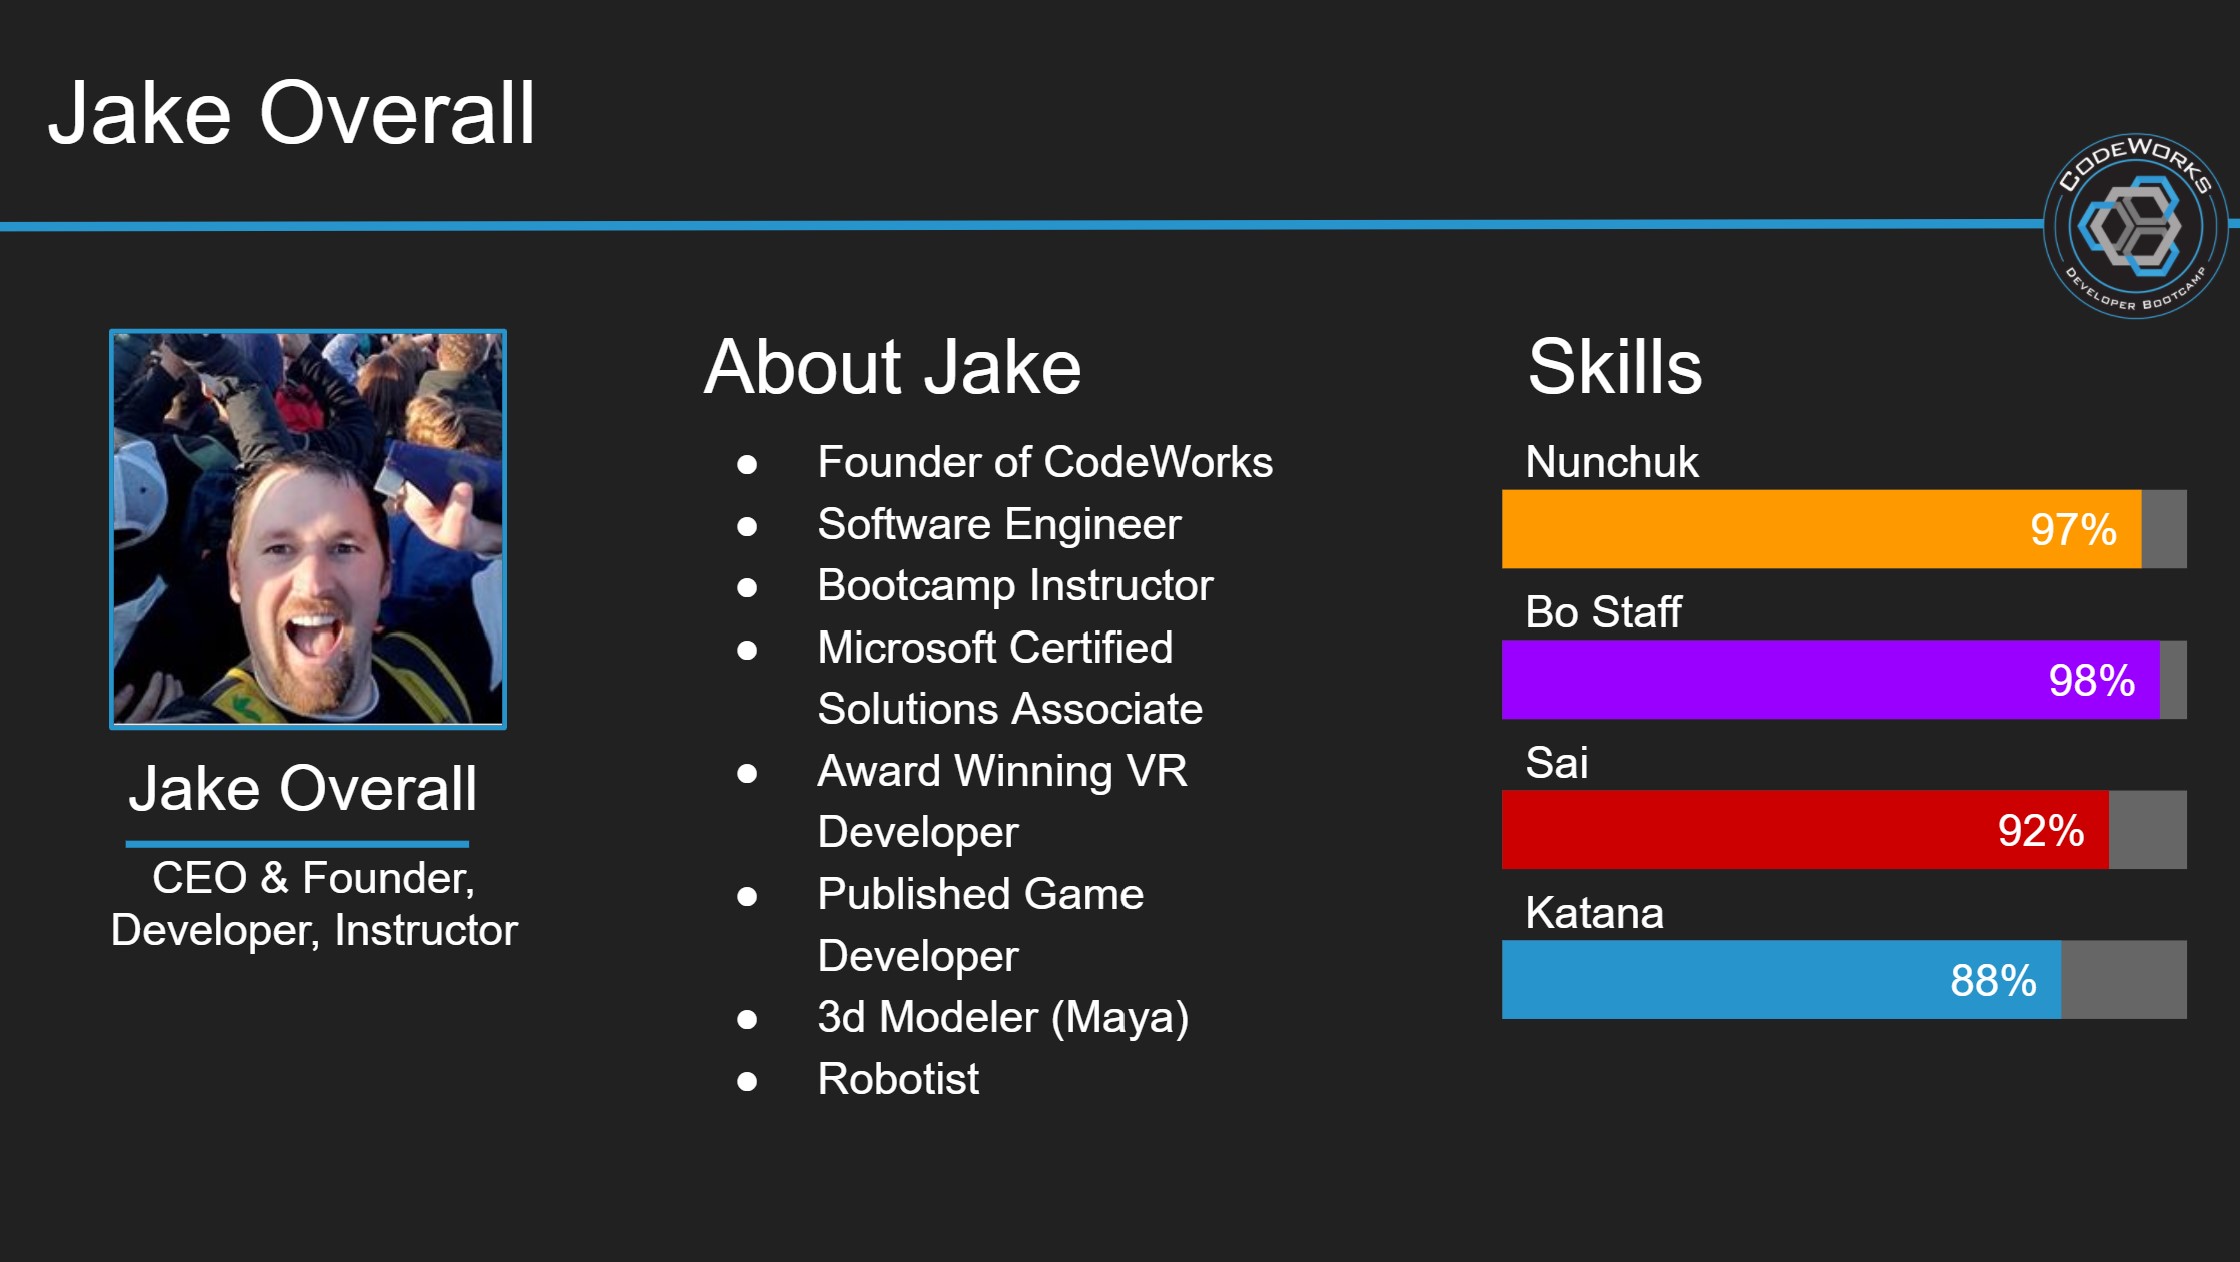 Jake Overall
CODEWORKS
DEVELOPER BOOTCAMP
Jake Overall
CEO & Founder,
Developer, Instructor
About Jake
● Founder of CodeWorks
● Software Engineer
● Bootcamp Instructor
● Microsoft Certified
Solutions Associate
● Award Winning VR
Developer
● Published Game
Developer
● 3d Modeler (Maya)
● Robotist
Skills
Nunchuk
97%
Bo Staff
98%
Sai
92%
Katana
88%